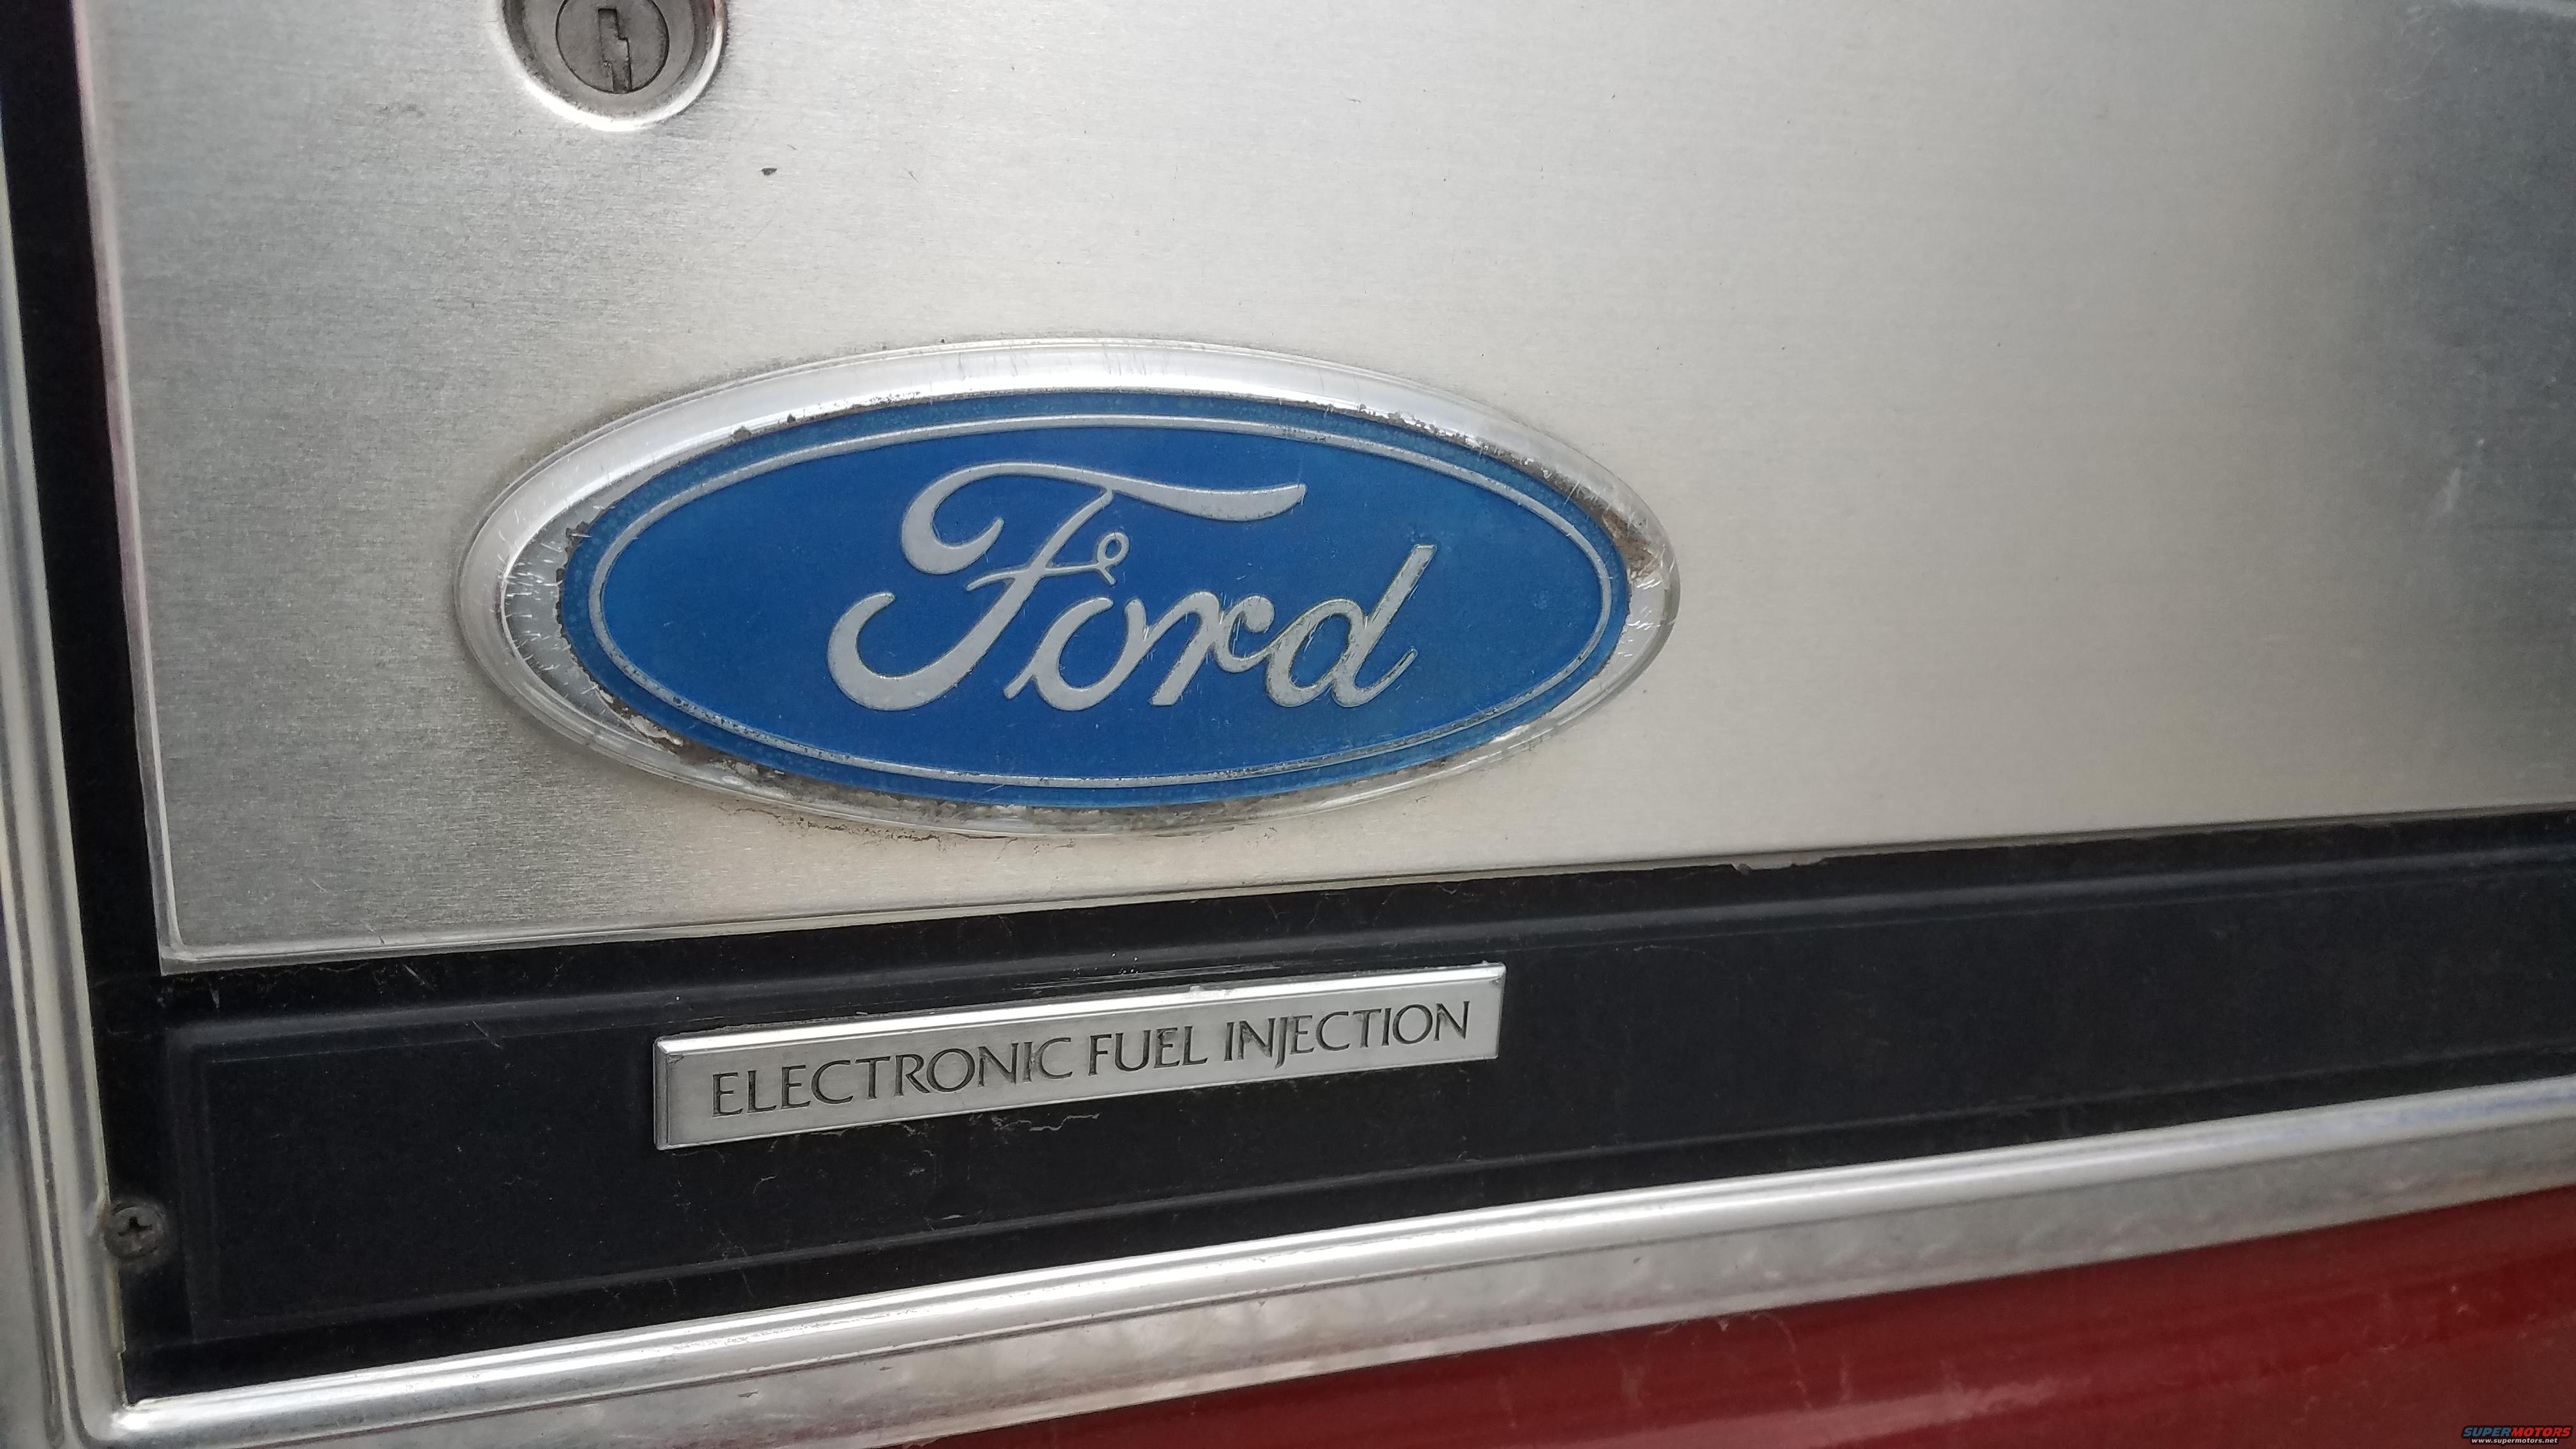 Ford
ELECTRONIC FUEL INJECTION
SUPERMOTORS
www.supermotors.net